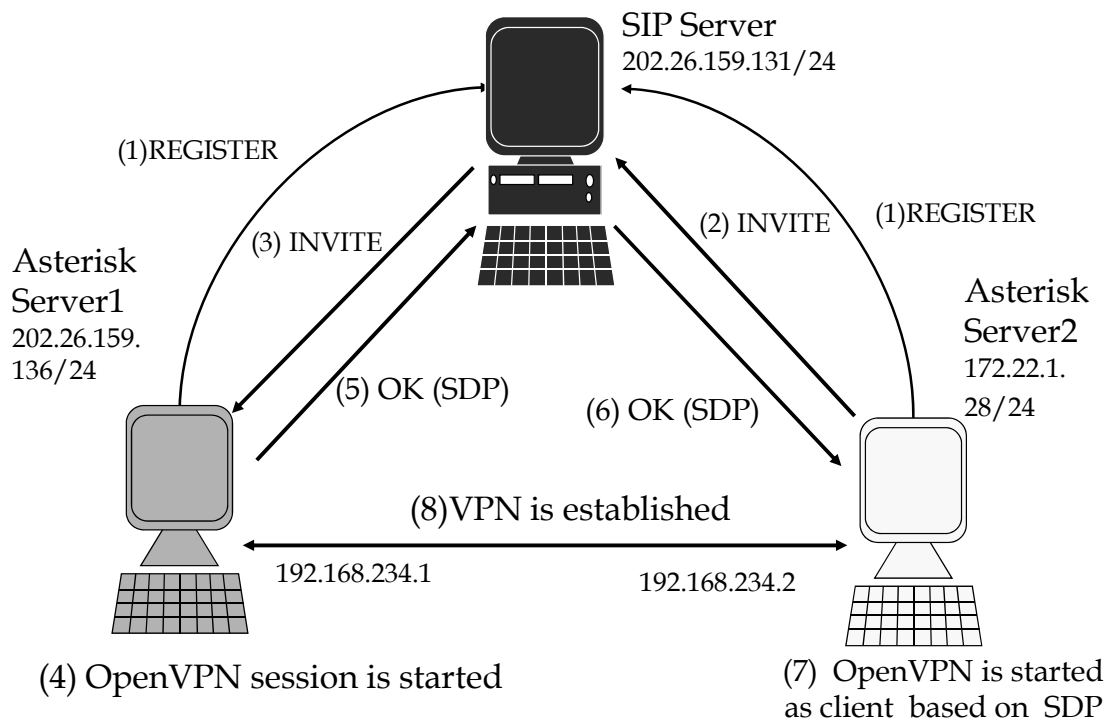 SIP Server
202.26.159.131/24
(1)REGISTER
(3) INVITE
(2) INVITE
(1)REGISTER
Asterisk
Server1
202.26.159.
136/24
Asterisk
Server2
172.22.1.
28/24
(5) OK (SDP)
(6) OK (SDP)
(8)VPN is established
192.168.234.1
192.168.234.2
(4) OpenVPN session is started
(7) OpenVPN is started
as client based on SDP